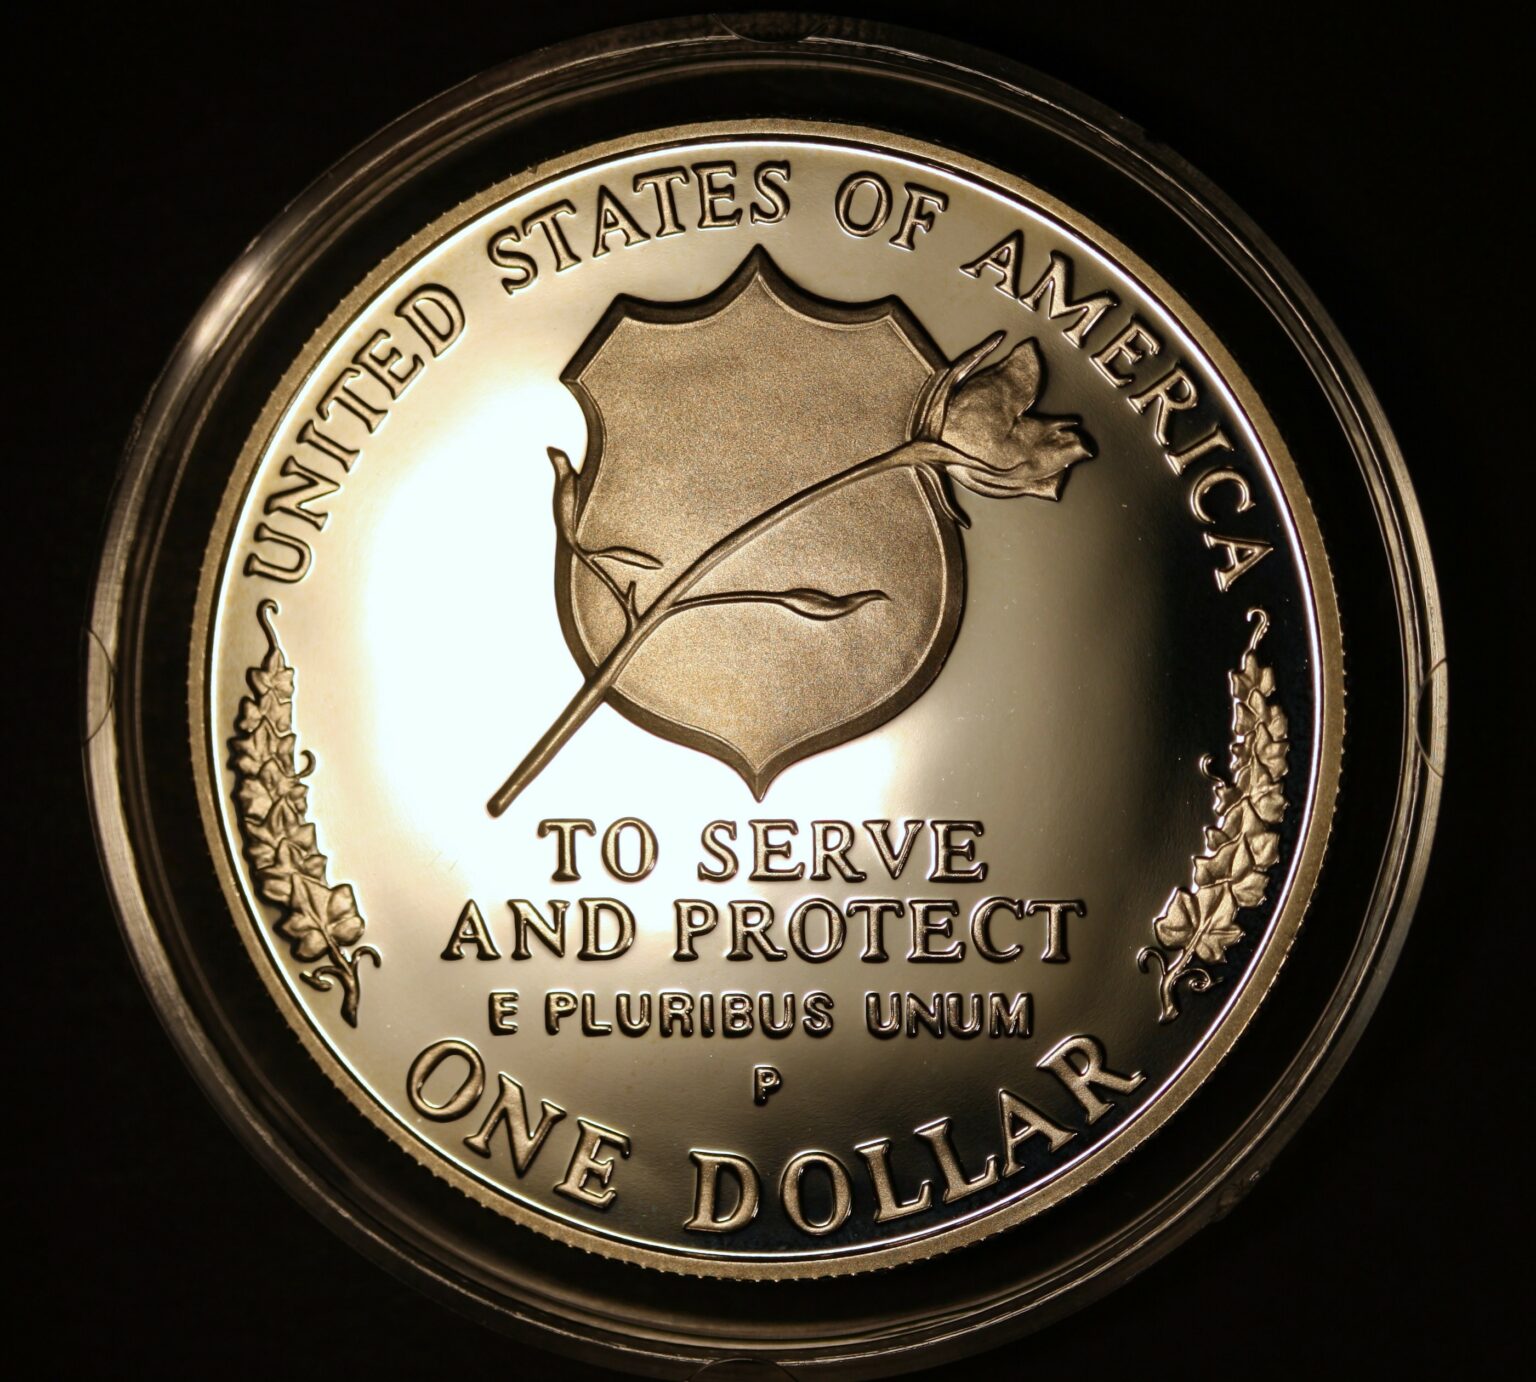 UNITED STATES OF AMERICA
TO SERVE
AND PROTECT
E PLURIBUS UNUM
P
ONE DOLLAR